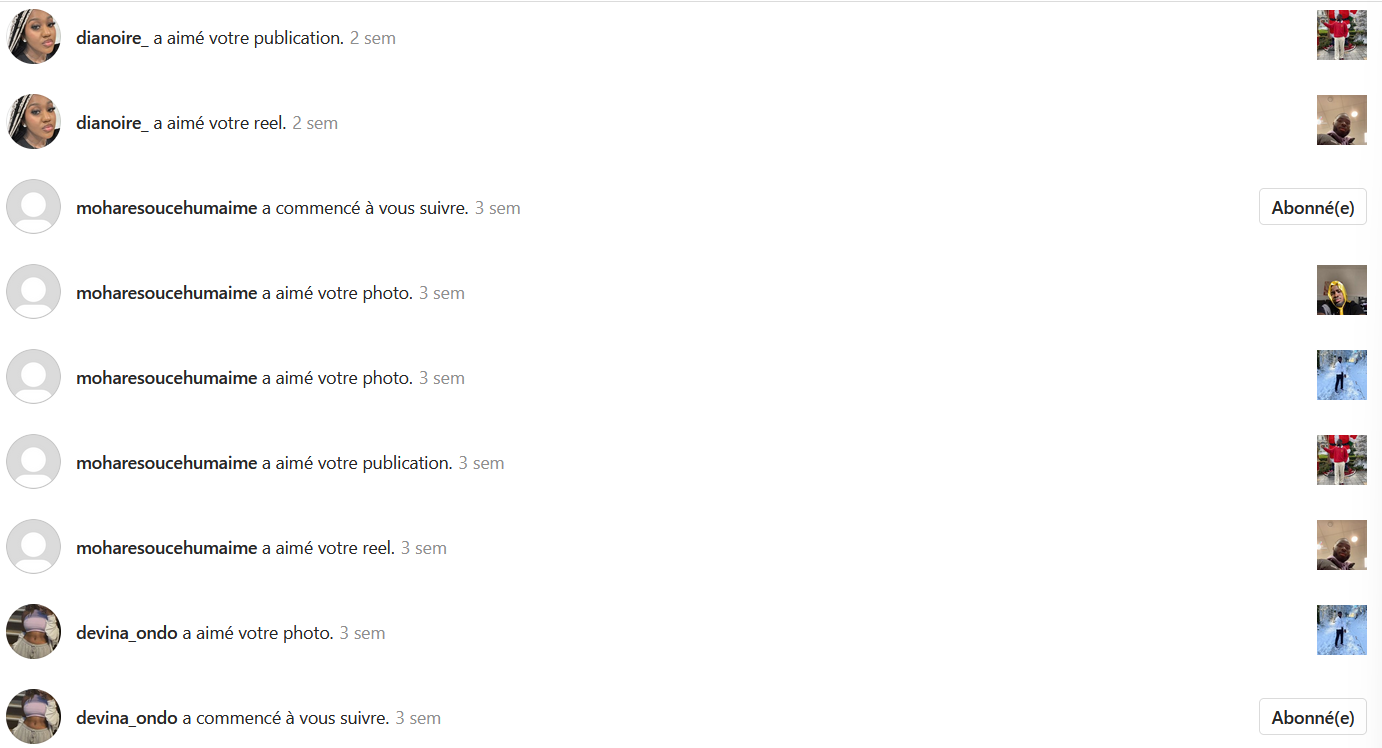 dianoire_ a aimé votre publication. 2 sem
dianoire_ a aimé votre reel. 2 sem
moharesoucehumaime a commencé à vous suivre. 3 sem Abonné(e)
moharesoucehumaime a aimé votre photo. 3 sem
moharesoucehumaime a aimé votre photo. 3 sem
moharesoucehumaime a aimé votre publication. 3 sem
moharesoucehumaime a aimé votre reel. 3 sem
devina_ondo a aimé votre photo. 3 sem
devina_ondo a commencé à vous suivre. 3 sem Abonné(e)